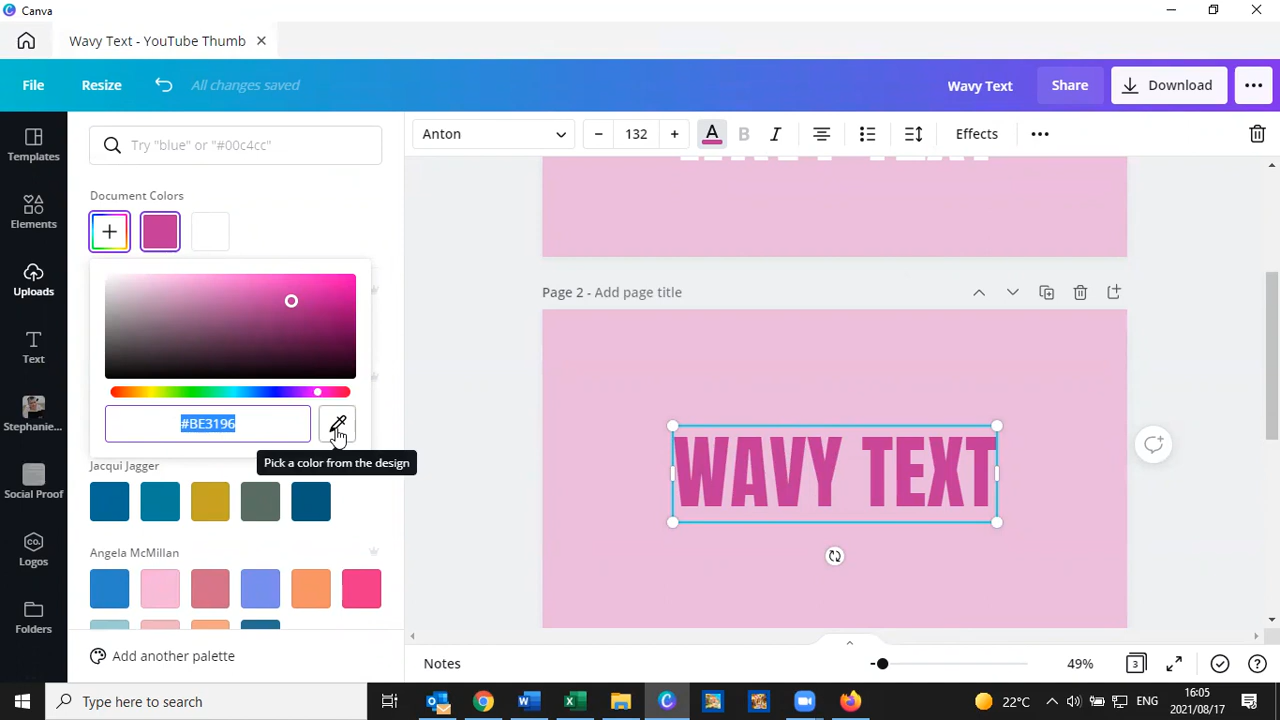 Canva
Wavy Text - YouTube Thumb
File
Resize
All changes saved
Wavy Text
Share
Download
Templates
Elements
Uploads
Text
Stephanie...
Social Proof
Logos
Folders
Try "blue" or "#00c4cc"
Document Colors
#BE3196
Pick a color from the design
Jacqui Jagger
Angela McMillan
Add another palette
Anton
132
A
B
I
Effects
Page 2 - Add page title
WAVY TEXT
Notes
49%
3
Type here to search
22°C
ENG
16:05
2021/08/17